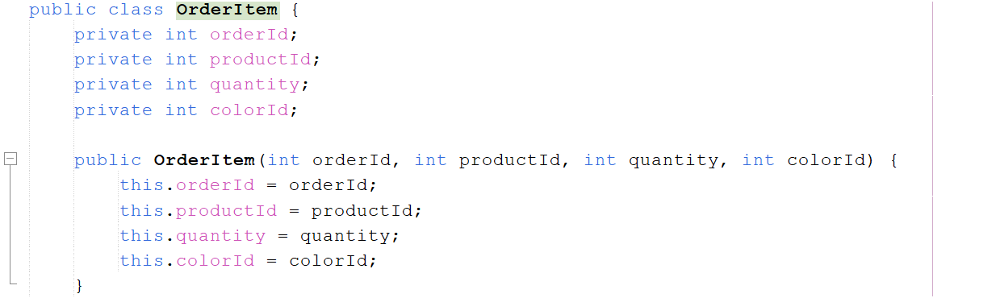 public class OrderItem {
    private int orderId;
    private int productId;
    private int quantity;
    private int colorId;

    public OrderItem(int orderId, int productId, int quantity, int colorId) {
        this.orderId = orderId;
        this.productId = productId;
        this.quantity = quantity;
        this.colorId = colorId;
    }